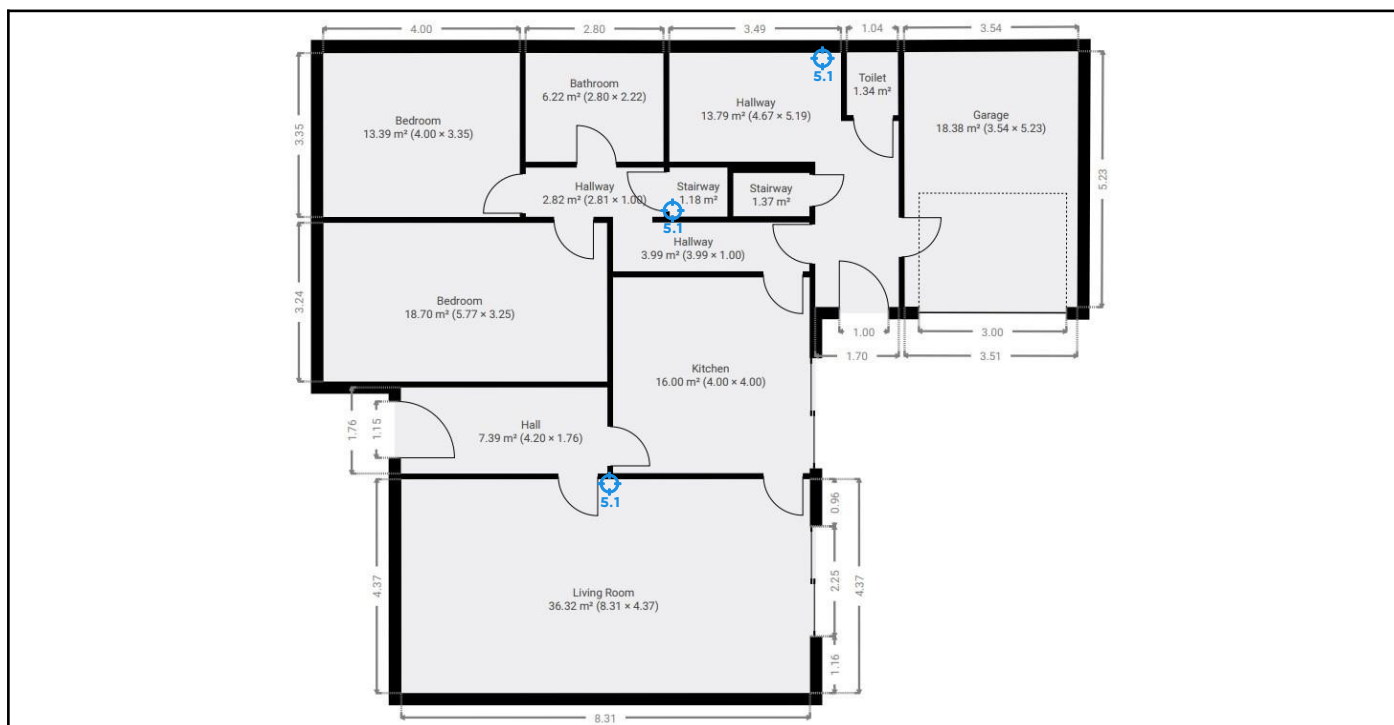 4.00
2.80
3.49
1.04
3.54
5.1
Bathroom
6.22 m² (2.80 × 2.22)
Toilet
1.34 m²
Hallway
13.79 m² (4.67 × 5.19)
Bedroom
13.39 m² (4.00 × 3.35)
Garage
18.38 m² (3.54 × 5.23)
3.35
5.23
Hallway
2.82 m² (2.81 × 1.00)
Stairway
1.18 m²
Stairway
1.37 m²
5.1
Hallway
3.99 m² (3.99 × 1.00)
3.24
Bedroom
18.70 m² (5.77 × 3.25)
1.00
3.00
1.70
3.51
Kitchen
16.00 m² (4.00 × 4.00)
1.76
1.15
Hall
7.39 m² (4.20 × 1.76)
5.1
0.96
4.37
2.25
4.37
Living Room
36.32 m² (8.31 × 4.37)
1.16
8.31